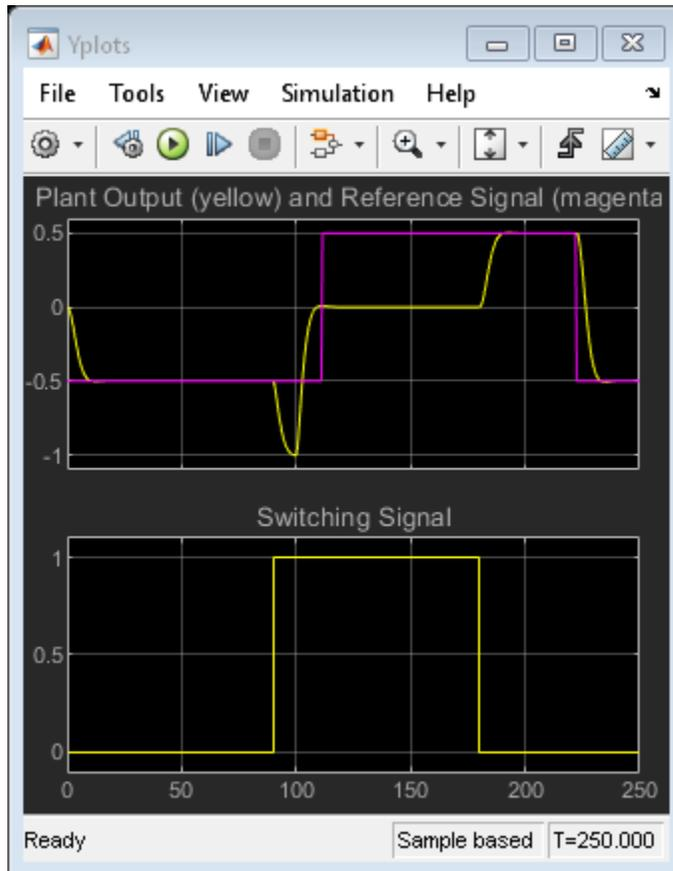 Yplots
File Tools View Simulation Help
Plant Output (yellow) and Reference Signal (magenta
0.5
0
-0.5
-1
Switching Signal
1
0.5
0
0 50 100 150 200 250
Ready Sample based T=250.000